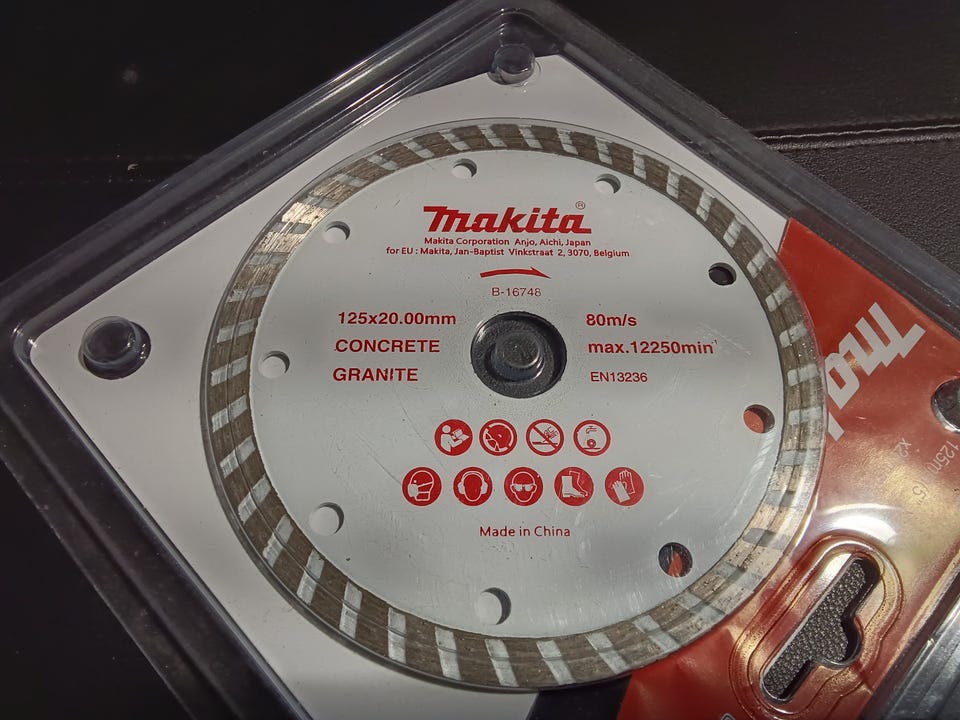 Makita®
Makita Corporation Anjo, Aichi, Japan
for EU : Makita, Jan-Baptist Vinkstraat 2, 3070, Belgium
B-16748
125x20.00mm
CONCRETE
GRANITE
80m/s
max.12250min⁻¹
EN13236
Made in China